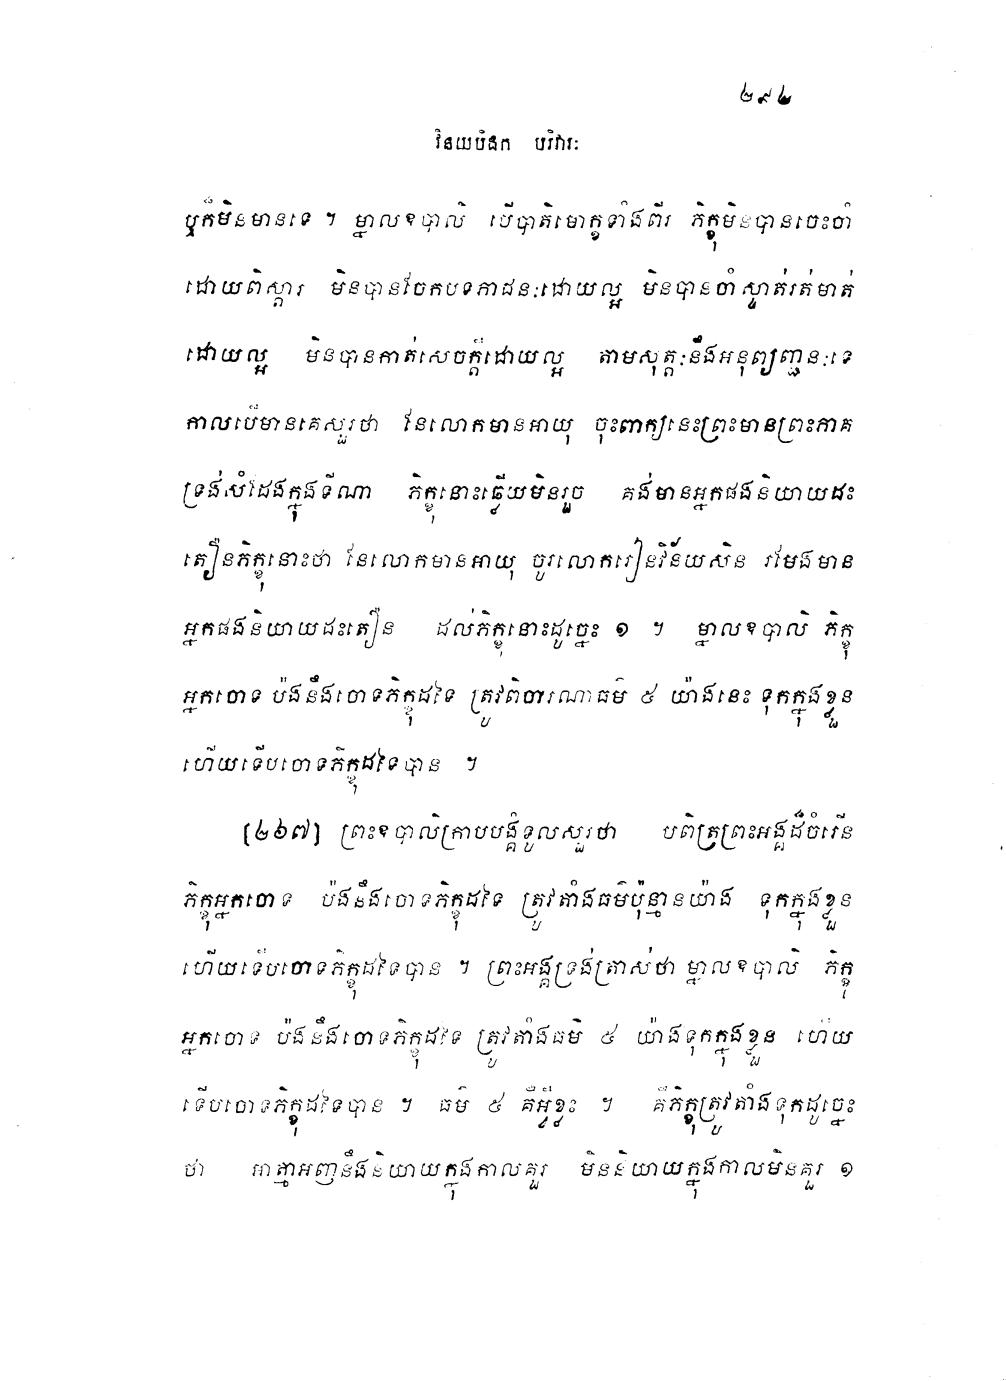 ២៩៤
វិនយបិដក បរិវារៈ
ឬក៏មិនមានទេ ។ ម្នាលឧបាលិ បើបាតិមោក្ខទាំងពីរ ភិក្ខុមិនបានចេះចាំ
ដោយពិស្តារ មិនបានចែកបទភាជនៈដោយល្អ មិនបានចាំស្ទាត់រត់មាត់
ដោយល្អ មិនបានកាត់សេចក្តីដោយល្អ តាមសុត្តៈនឹងអនុព្យញ្ជនៈទេ
កាលបើមានគេសួរថា នែលោកមានអាយុ ចុះពាក្យនេះព្រះមានព្រះភាគ
ទ្រង់សំដែងក្នុងទីណា ភិក្ខុនោះឆ្លើយមិនរួច គង់មានអ្នកផងនិយាយដះ
តៀនភិក្ខុនោះថា នែលោកមានអាយុ ចូរលោករៀនវិន័យសិន រមែងមាន
អ្នកផងនិយាយដះតៀន ដល់ភិក្ខុនោះដូច្នេះ ១ ។ ម្នាលឧបាលិ ភិក្ខុ
អ្នកចោទ ប៉ងនឹងចោទភិក្ខុដទៃ ត្រូវពិចារណាធម៌ ៥ យ៉ាងនេះ ទុកក្នុងខ្លួន
ហើយទើបចោទភិក្ខុដទៃបាន ។
[២៦៧] ព្រះឧបាលិក្រាបបង្គំទូលសួរថា បពិត្រព្រះអង្គដ៏ចំរើន
ភិក្ខុអ្នកចោទ ប៉ងនឹងចោទភិក្ខុដទៃ ត្រូវតាំងធម៌ប៉ុន្មានយ៉ាង ទុកក្នុងខ្លួន
ហើយទើបចោទភិក្ខុដទៃបាន ។ ព្រះអង្គទ្រង់ត្រាស់ថា ម្នាលឧបាលិ ភិក្ខុ
អ្នកចោទ ប៉ងនឹងចោទភិក្ខុដទៃ ត្រូវតាំងធម៌ ៥ យ៉ាងទុកក្នុងខ្លួន ហើយ
ទើបចោទភិក្ខុដទៃបាន ។ ធម៌ ៥ គឺអ្វីខ្លះ ។ គឺភិក្ខុត្រូវតាំងទុកដូច្នេះ
ថា អាត្មាអញនឹងនិយាយក្នុងកាលគួរ មិននិយាយក្នុងកាលមិនគួរ ១